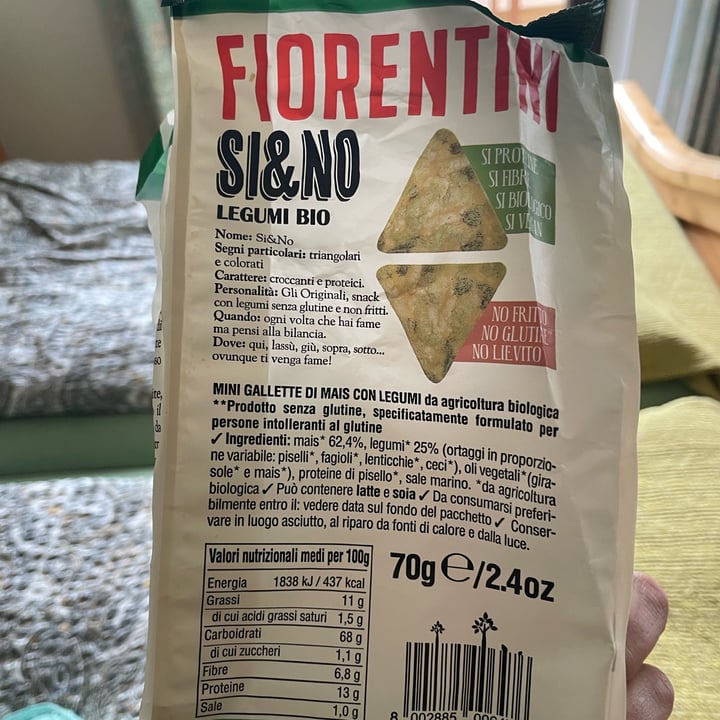 FIORENTINI
SI&NO
LEGUMI BIO
Nome: Si&No
Segni particolari: triangolari
e colorati
Carattere: croccanti e proteici.
Personalità: Gli Originali, snack
con legumi senza glutine e non fritti.
Quando: ogni volta che hai fame
ma pensi alla bilancia.
Dove: qui, lassù, giù, sopra, sotto...
ovunque ti venga fame!
SI PROTEINE
SI FIBRE
SI BIOLOGICO
SI VEGAN
NO FRITTO
NO GLUTINE**
NO LIEVITO
MINI GALLETTE DI MAIS CON LEGUMI da agricoltura biologica
**Prodotto senza glutine, specificatamente formulato per
persone intolleranti al glutine
✓ Ingredienti: mais* 62,4%, legumi* 25% (ortaggi in proporzio-
ne variabile: piselli*, fagioli*, lenticchie*, ceci*), oli vegetali* (gira-
sole* e mais*), proteine di pisello*, sale marino. *da agricoltura
biologica ✓ Può contenere latte e soia ✓ Da consumarsi preferi-
bilmente entro il: vedere data sul fondo del pacchetto ✓ Conser-
vare in luogo asciutto, al riparo da fonti di calore e dalla luce.
Valori nutrizionali medi per 100g
Energia 1838 kJ / 437 kcal
Grassi 11 g
di cui acidi grassi saturi 1,5 g
Carboidrati 68 g
di cui zuccheri 1,1 g
Fibre 6,8 g
Proteine 13 g
Sale 1,0 g
70g ℮/2.4oz
8 002885